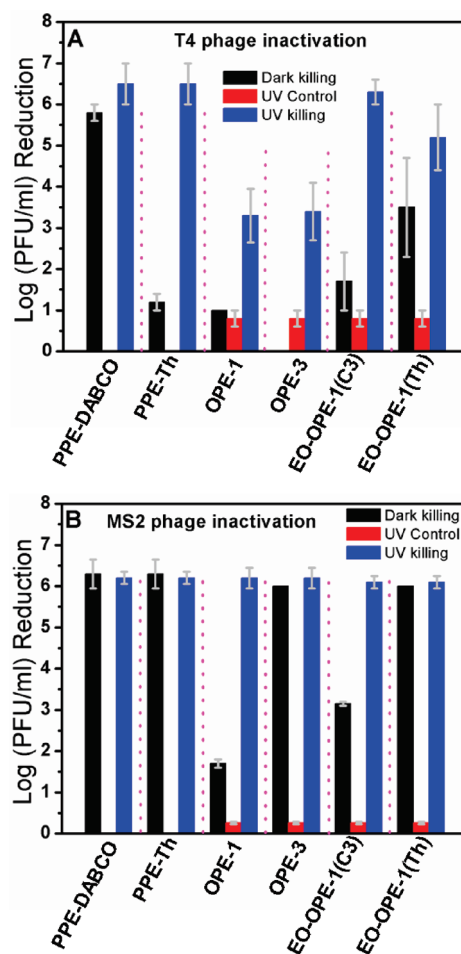 A
T4 phage inactivation
Dark killing
UV Control
UV killing
Log (PFU/ml) Reduction
8
7
6
5
4
3
2
1
0
PPE-DABCO
PPE-Th
OPE-1
OPE-3
EO-OPE-1(C3)
EO-OPE-1(Th)
B
MS2 phage inactivation
Dark killing
UV Control
UV killing
Log (PFU/ml) Reduction
8
7
6
5
4
3
2
1
0
PPE-DABCO
PPE-Th
OPE-1
OPE-3
EO-OPE-1(C3)
EO-OPE-1(Th)